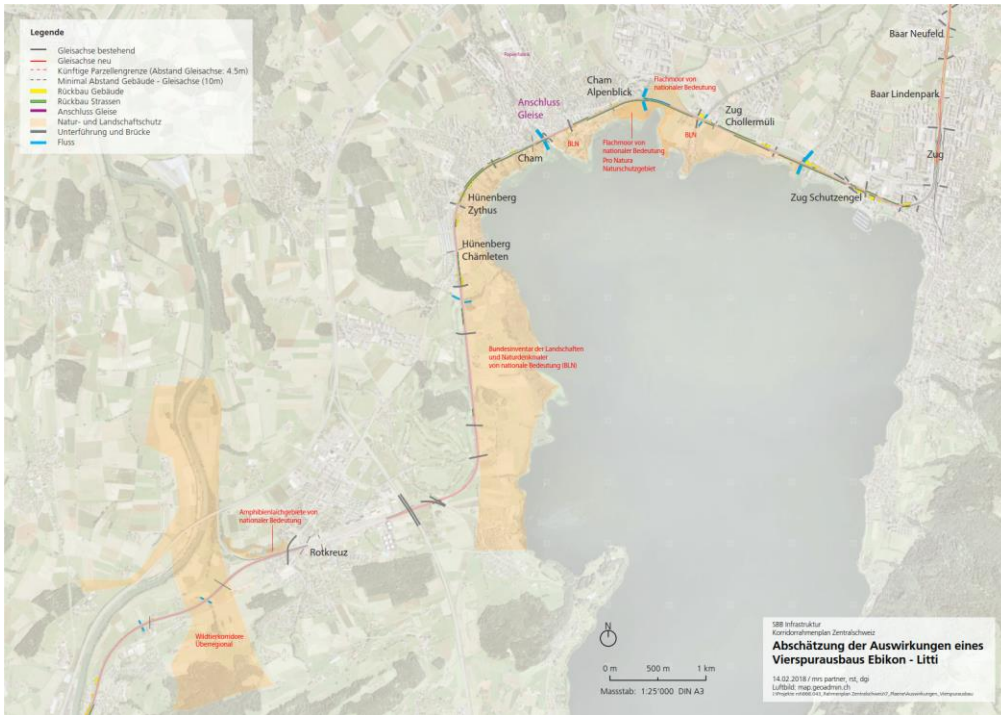 Legende
Gleisachse bestehend
Gleisachse neu
Künftige Parzellengrenze (Abstand Gleisachse: 4.5m)
Minimal Abstand Gebäude - Gleisachse (10m)
Rückbau Gebäude
Rückbau Strassen
Anschluss Gleise
Natur- und Landschaftschutz
Unterführung und Brücke
Fluss
Baar Neufeld
Baar Lindenpark
Zug
Cham
Alpenblick
Flachmoor von
nationaler Bedeutung
Zug
Chollermüli
Anschluss
Gleise
BLN
BLN
Flachmoor von
nationaler Bedeutung
Pro Natura
Naturschutzgebiet
Cham
Zug Schutzengel
Hünenberg
Zythus
Hünenberg
Chämleten
Bundesinventar der Landschaften
und Naturdenkmäler
von nationale Bedeutung (BLN)
Amphibienlaichgebiete von
nationaler Bedeutung
Rotkreuz
Wildtierkorridore
Überregional
N
0 m 500 m 1 km
Massstab: 1:25'000 DIN A3
SBB Infrastruktur
Korridorrahmenplan Zentralschweiz
Abschätzung der Auswirkungen eines
Vierspurausbaus Ebikon - Litti
14.02.2018 / mrs partner, rst, dgi
Luftbild: map.geoadmin.ch